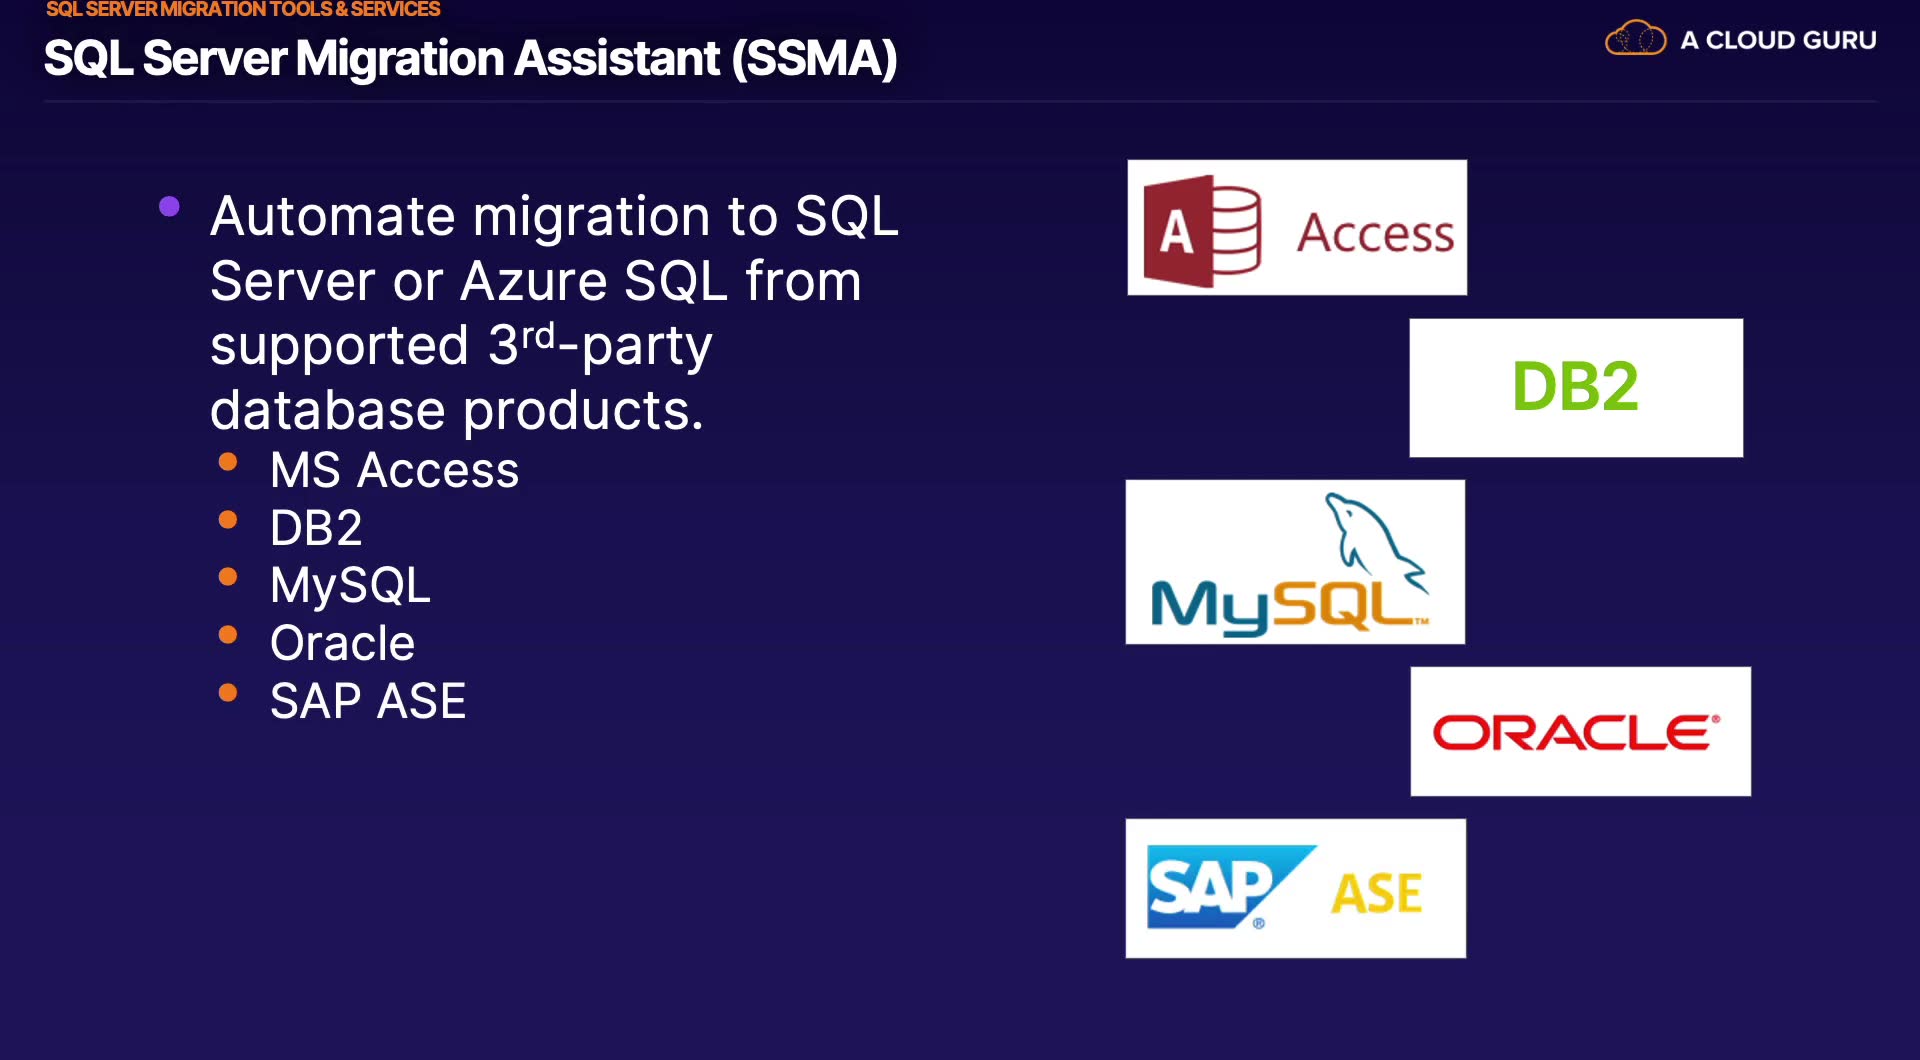 SQL SERVER MIGRATION TOOLS & SERVICES
SQL Server Migration Assistant (SSMA)
A CLOUD GURU
Automate migration to SQL
Server or Azure SQL from
supported 3rd-party
database products.
MS Access
DB2
MySQL
Oracle
SAP ASE
A Access
DB2
MySQL™
ORACLE®
SAP® ASE